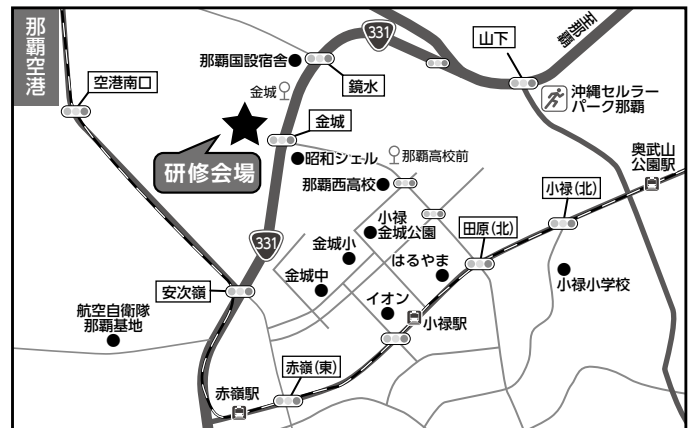 那覇空港
空港南口
那覇国設宿舎
331
鏡水
山下
至那覇
沖縄セルラー
パーク那覇
金城
金城
研修会場
昭和シェル
那覇高校前
那覇西高校
奥武山
公園駅
小禄(北)
小禄
金城公園
田原(北)
331
金城小
金城中
はるやま
小禄小学校
安次嶺
航空自衛隊
那覇基地
イオン
小禄駅
赤嶺(東)
赤嶺駅